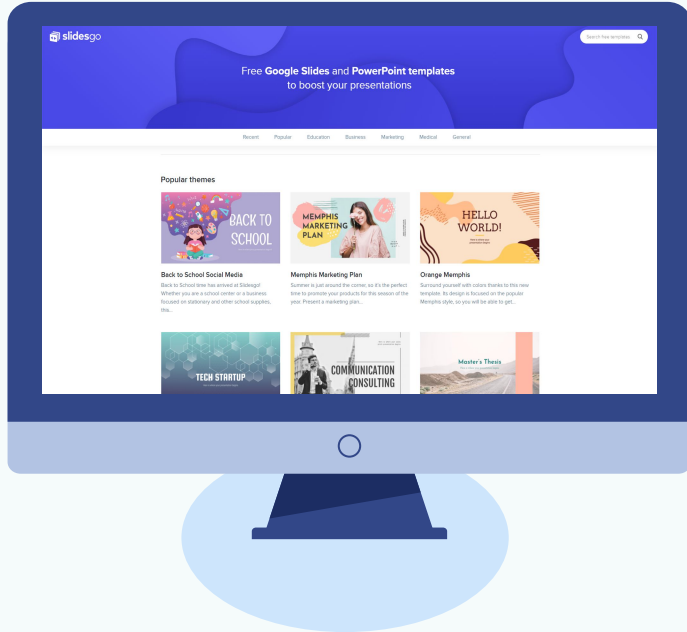 slidesgo
Search free templates
Free Google Slides and PowerPoint templates
to boost your presentations
Recent Popular Education Business Marketing Medical General
Popular themes
BACK TO
SCHOOL
MEMPHIS
MARKETING
PLAN
HELLO
WORLD!
Back to School Social Media
Back to School time has arrived at Slidesgo!
Whether you are a school center or a business
focused on stationary and other school supplies,
this...
Memphis Marketing Plan
Summer is just around the corner, so it's the perfect
time to promote your products for this season of the
year. Present a marketing plan...
Orange Memphis
Surround yourself with colors thanks to this new
template. Its design is focused on the popular
Memphis style, so you will be able to get...
TECH STARTUP
COMMUNICATION
CONSULTING
Master's Thesis